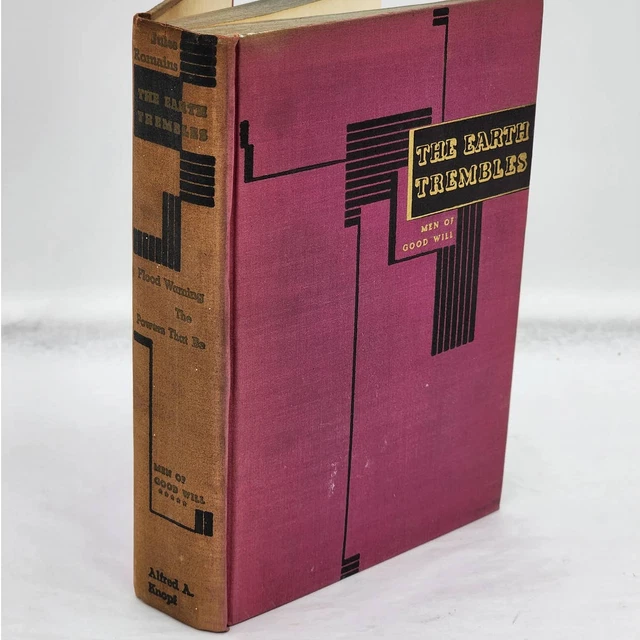 Jules
Romains
THE EARTH
TREMBLES
Flood Warning
The
Powers That Be
MEN OF
GOOD WILL
*****
Alfred A.
Knopf
THE EARTH
TREMBLES
MEN OF
GOOD WILL